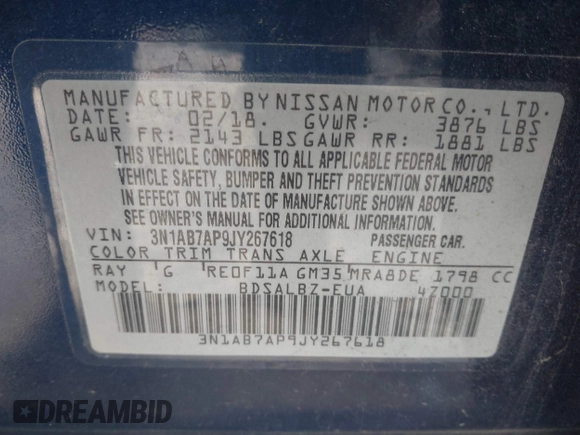 MANUFACTURED BY NISSAN MOTOR CO., LTD.
DATE: 02/18. GVWR: 3876 LBS
GAWR FR: 2143 LBS GAWR RR: 1881 LBS
THIS VEHICLE CONFORMS TO ALL APPLICABLE FEDERAL MOTOR
VEHICLE SAFETY, BUMPER AND THEFT PREVENTION STANDARDS
IN EFFECT ON THE DATE OF MANUFACTURE SHOWN ABOVE.
SEE OWNER'S MANUAL FOR ADDITIONAL INFORMATION.
VIN: 3N1AB7AP9JY267618 PASSENGER CAR.
COLOR TRIM TRANS AXLE ENGINE
RAY G RE0F11A GM35 MRA8DE 1798 CC
MODEL: BDSALBZ-EUA 4Z000
3N1AB7AP9JY267618
DREAMBID